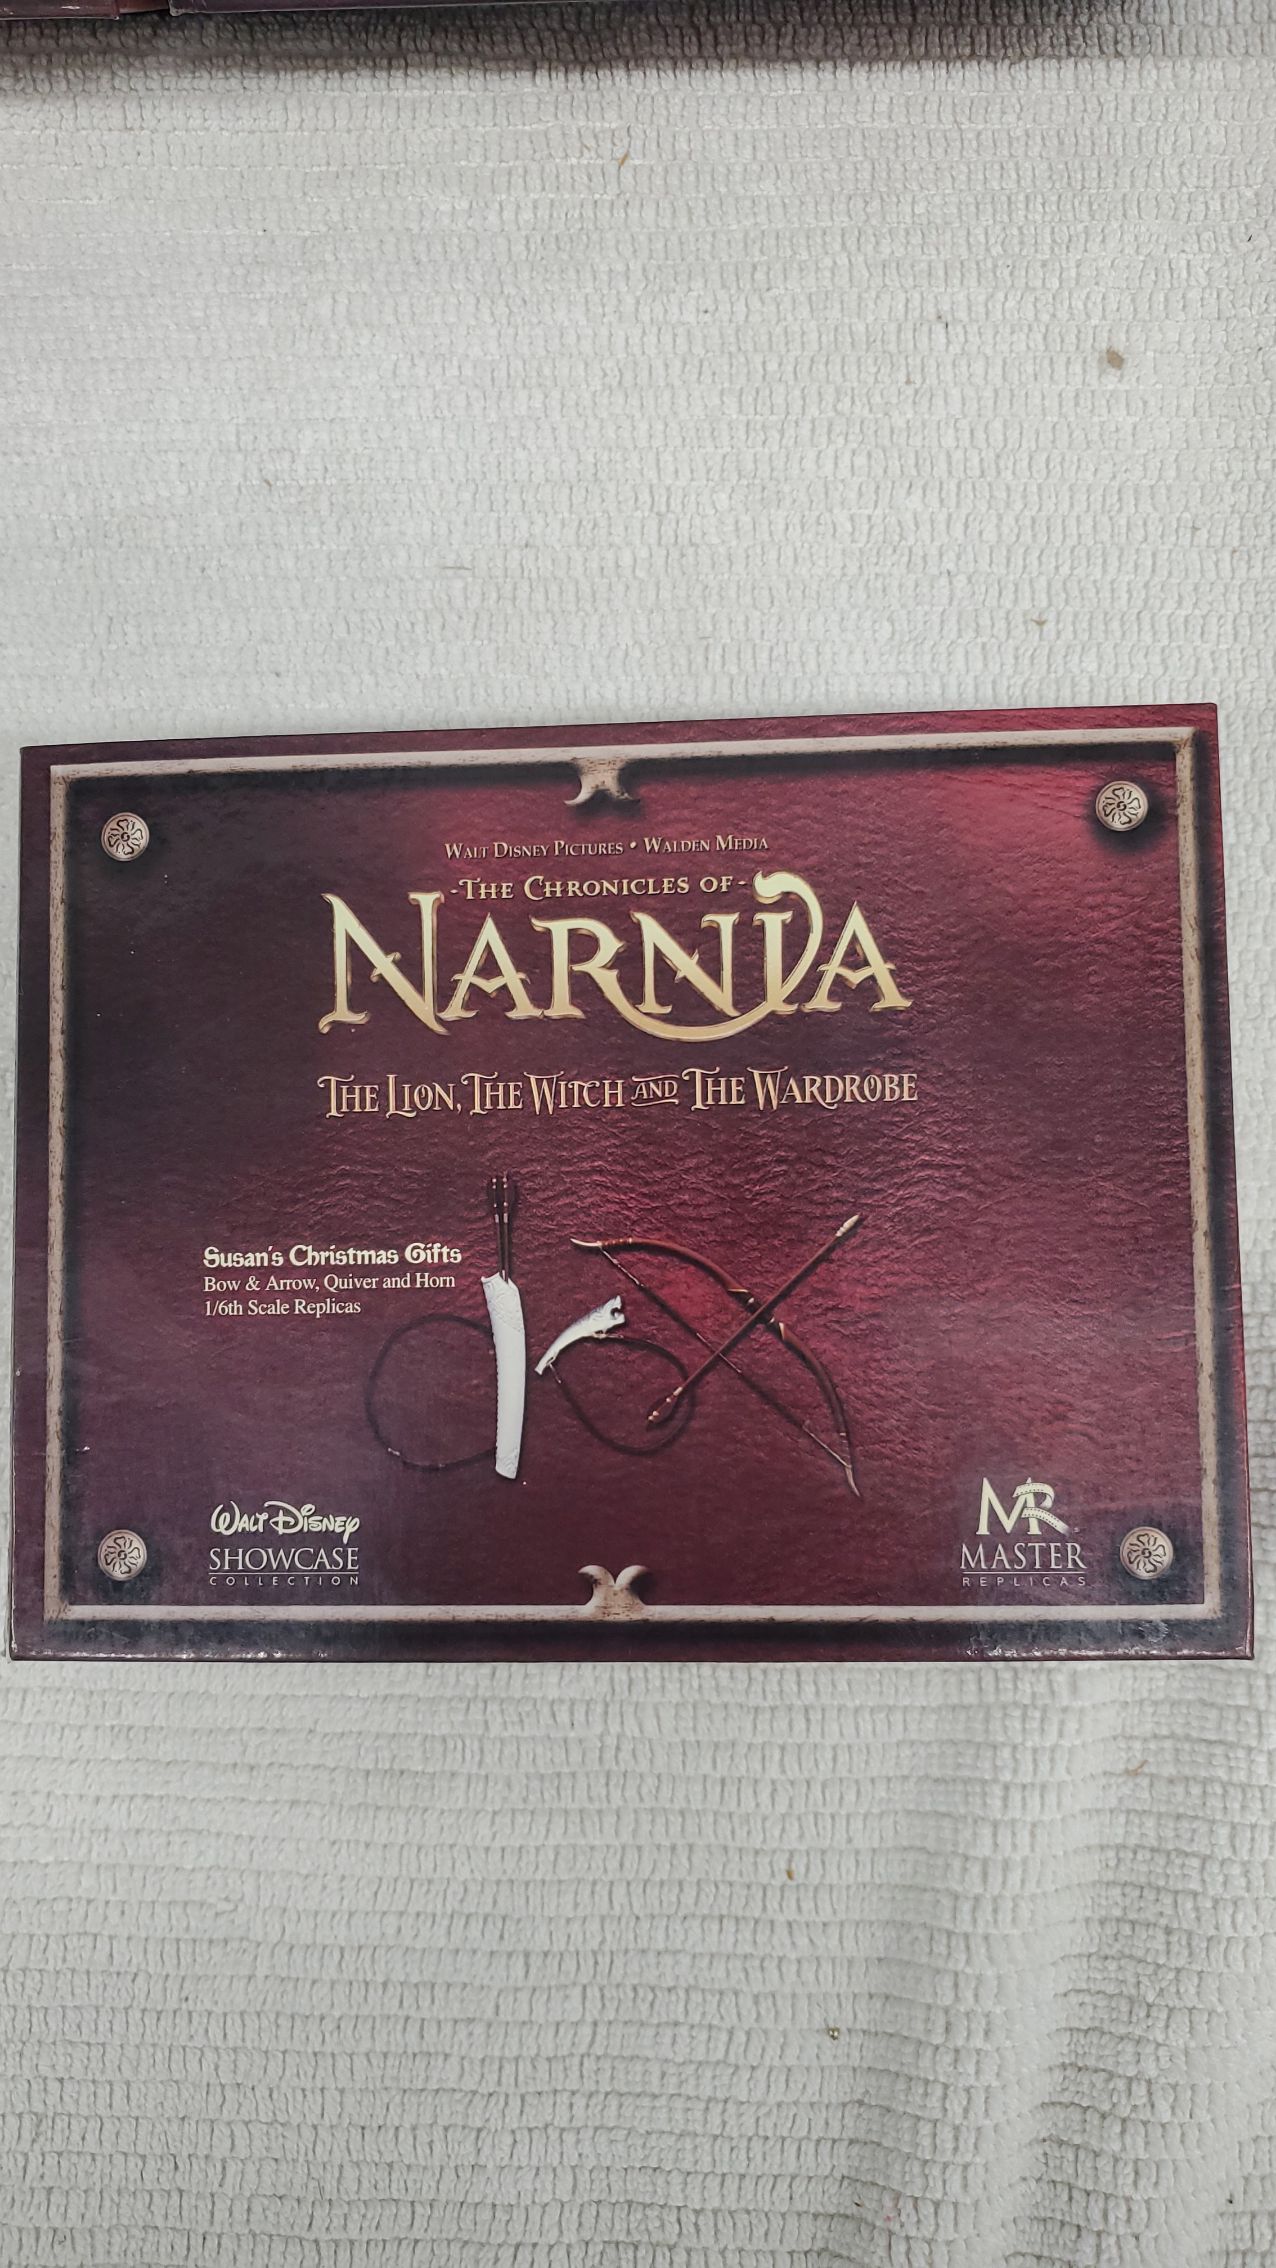 WALT DISNEY PICTURES • WALDEN MEDIA
-THE CHRONICLES OF-
NARNIA
THE LION, THE WITCH AND THE WARDROBE
Susan's Christmas Gifts
Bow & Arrow, Quiver and Horn
1/6th Scale Replicas
WALT DISNEY
SHOWCASE
COLLECTION
MR
MASTER
REPLICAS